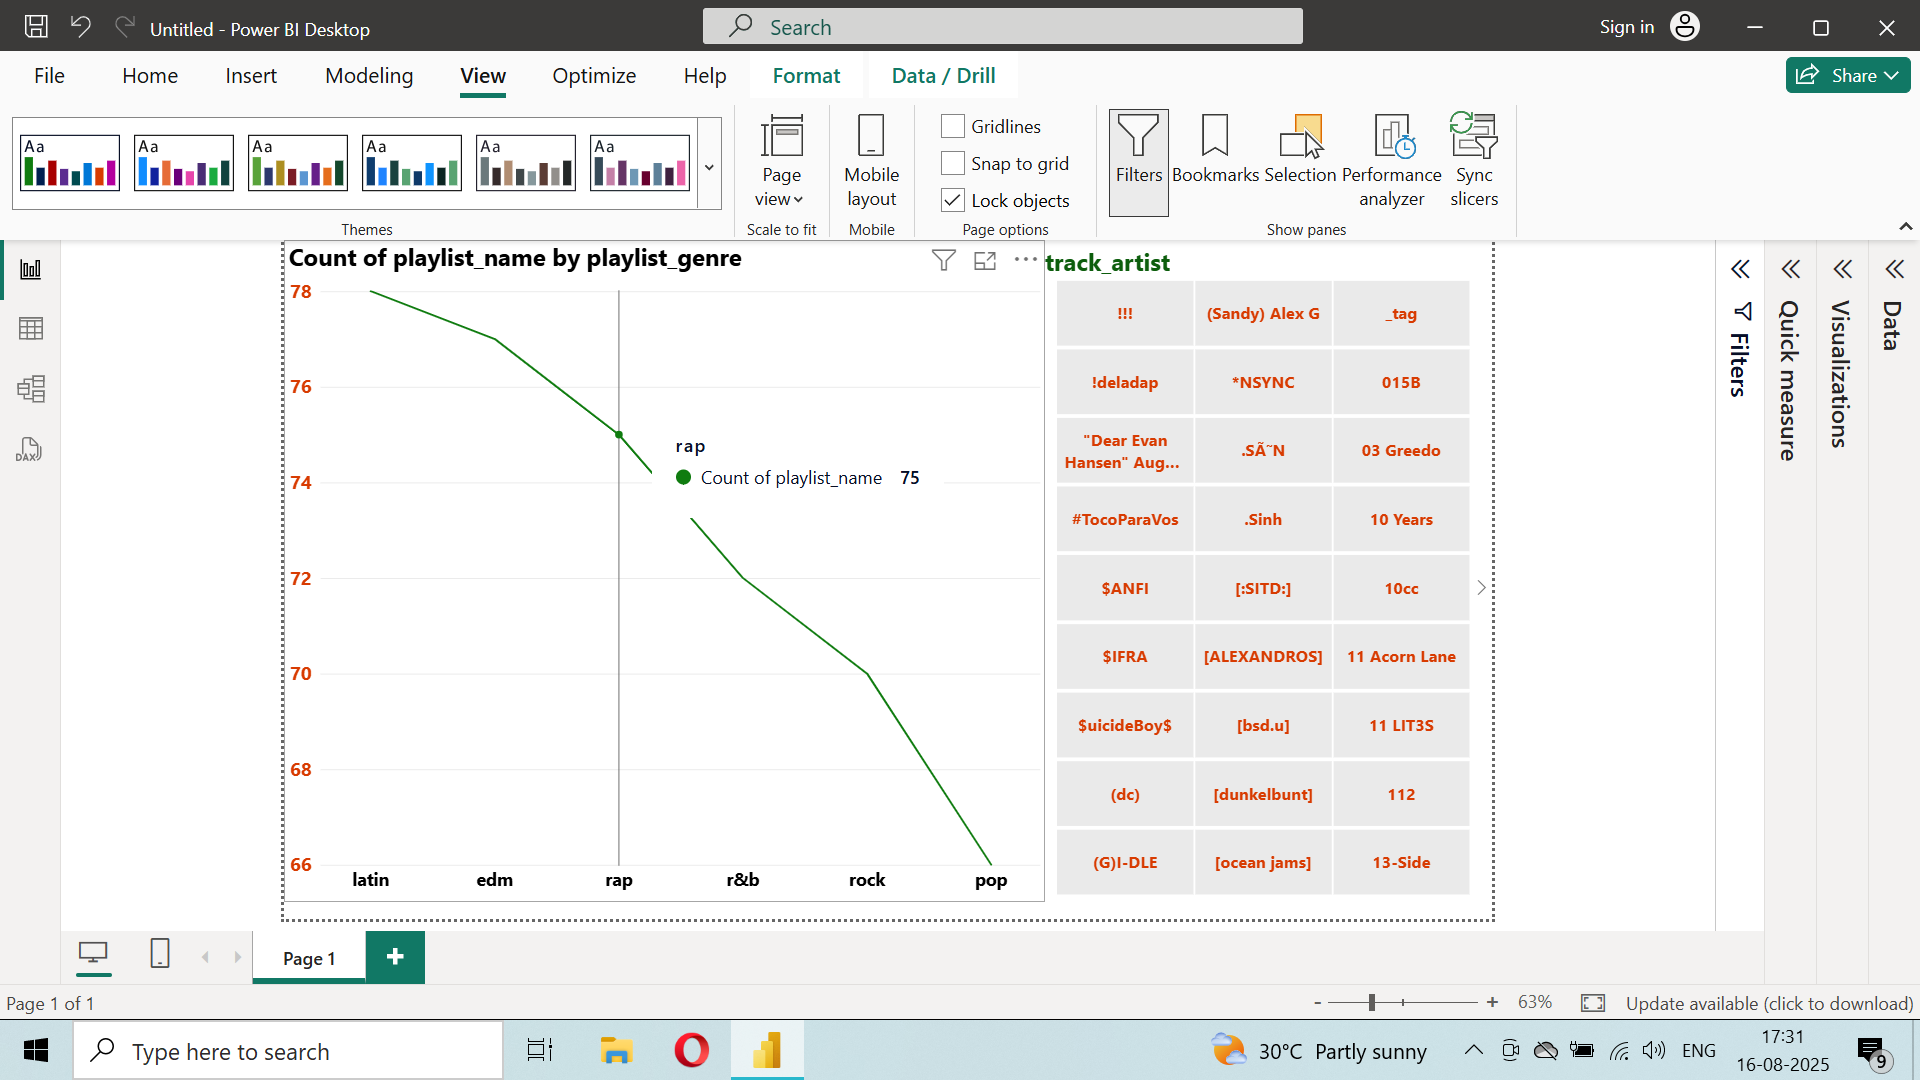 Untitled - Power BI Desktop
Search
Sign in
File Home Insert Modeling View Optimize Help Format Data / Drill
Share
Aa Aa Aa Aa Aa Aa
Page view
Mobile layout
Gridlines
Snap to grid
Lock objects
Filters
Bookmarks
Selection
Performance analyzer
Sync slicers
Themes
Scale to fit
Mobile
Page options
Show panes
DAX
Count of playlist_name by playlist_genre
78
76
74
72
70
68
66
rap
Count of playlist_name 75
latin edm rap r&b rock pop
track_artist
!!! (Sandy) Alex G _tag
!deladap *NSYNC 015B
"Dear Evan
Hansen" Aug... .SÃ˜N 03 Greedo
#TocoParaVos .Sinh 10 Years
$ANFI [:SITD:] 10cc
$IFRA [ALEXANDROS] 11 Acorn Lane
$uicideBoy$ [bsd.u] 11 LIT3S
(dc) [dunkelbunt] 112
(G)I-DLE [ocean jams] 13-Side
Filters
Quick measure
Visualizations
Data
Page 1
+
Page 1 of 1
- + 63%
Update available (click to download)
Type here to search
30°C Partly sunny
ENG
17:31
16-08-2025
9